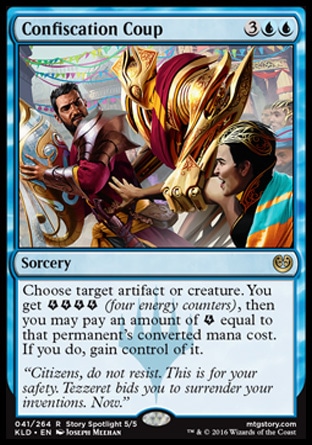 Confiscation Coup 3
Sorcery
Choose target artifact or creature. You
get (four energy counters), then
you may pay an amount of equal to
that permanent's converted mana cost.
If you do, gain control of it.
"Citizens, do not resist. This is for your
safety. Tezzeret bids you to surrender your
inventions. Now."
041/264 R Story Spotlight 5/5
KLD • EN Joseph Meehan
mtgstory.com
™ & © 2016 Wizards of the Coast